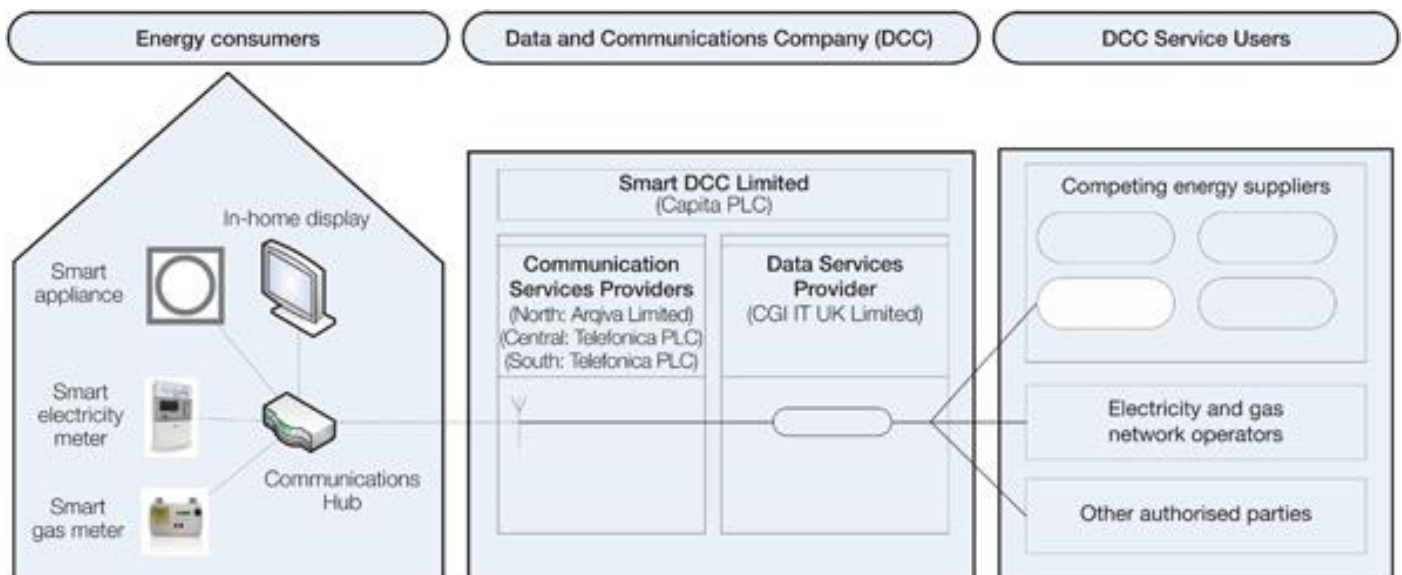 Energy consumers
Data and Communications Company (DCC)
DCC Service Users
In-home display
Smart
appliance
Smart
electricity
meter
Communications
Hub
Smart
gas meter
Smart DCC Limited
(Capita PLC)
Communication
Services Providers
(North: Arqiva Limited)
(Central: Telefonica PLC)
(South: Telefonica PLC)
Data Services
Provider
(CGI IT UK Limited)
Competing energy suppliers
Electricity and gas
network operators
Other authorised parties